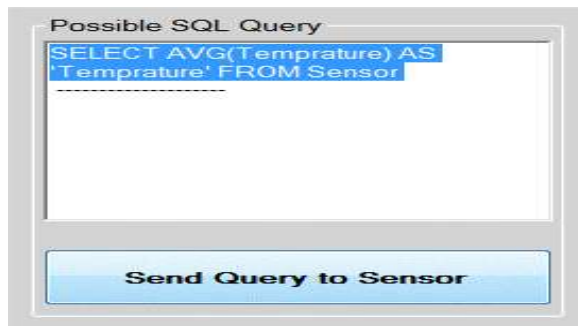 Possible SQL Query
SELECT AVG(Temprature) AS
'Temprature' FROM Sensor
--------------------
Send Query to Sensor